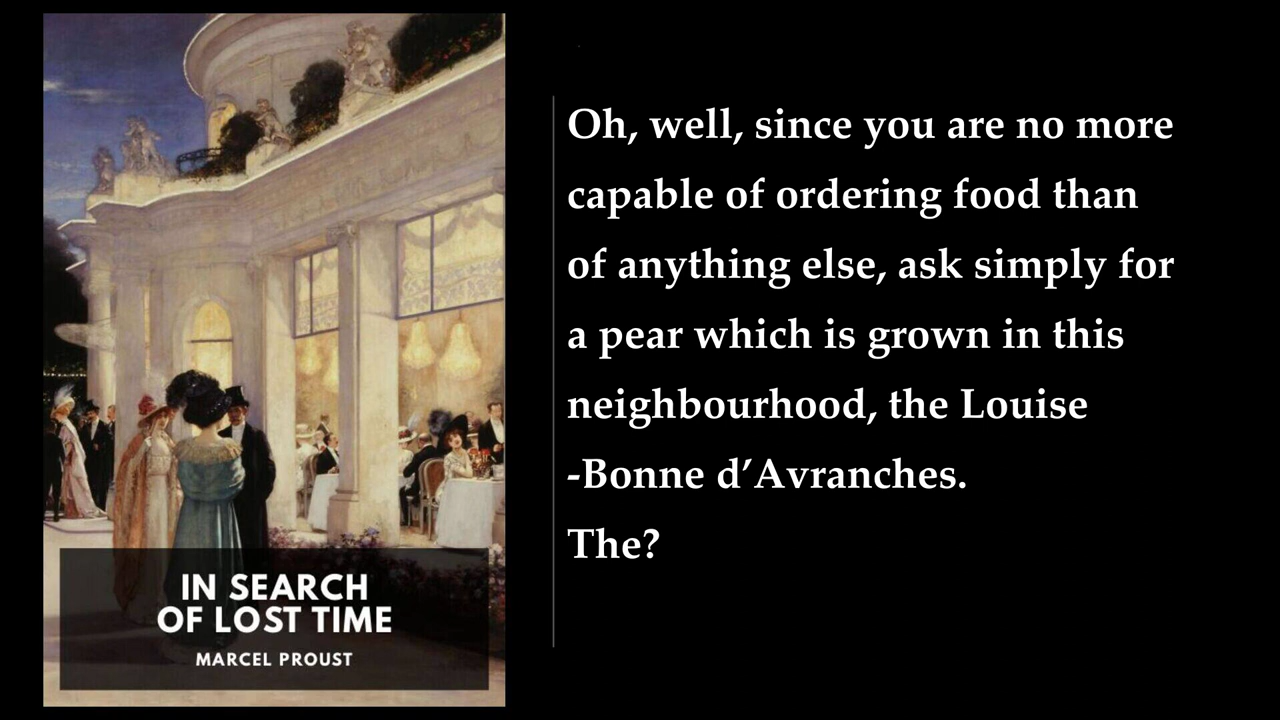 IN SEARCH
OF LOST TIME
MARCEL PROUST
Oh, well, since you are no more
capable of ordering food than
of anything else, ask simply for
a pear which is grown in this
neighbourhood, the Louise
-Bonne d’Avranches.
The?